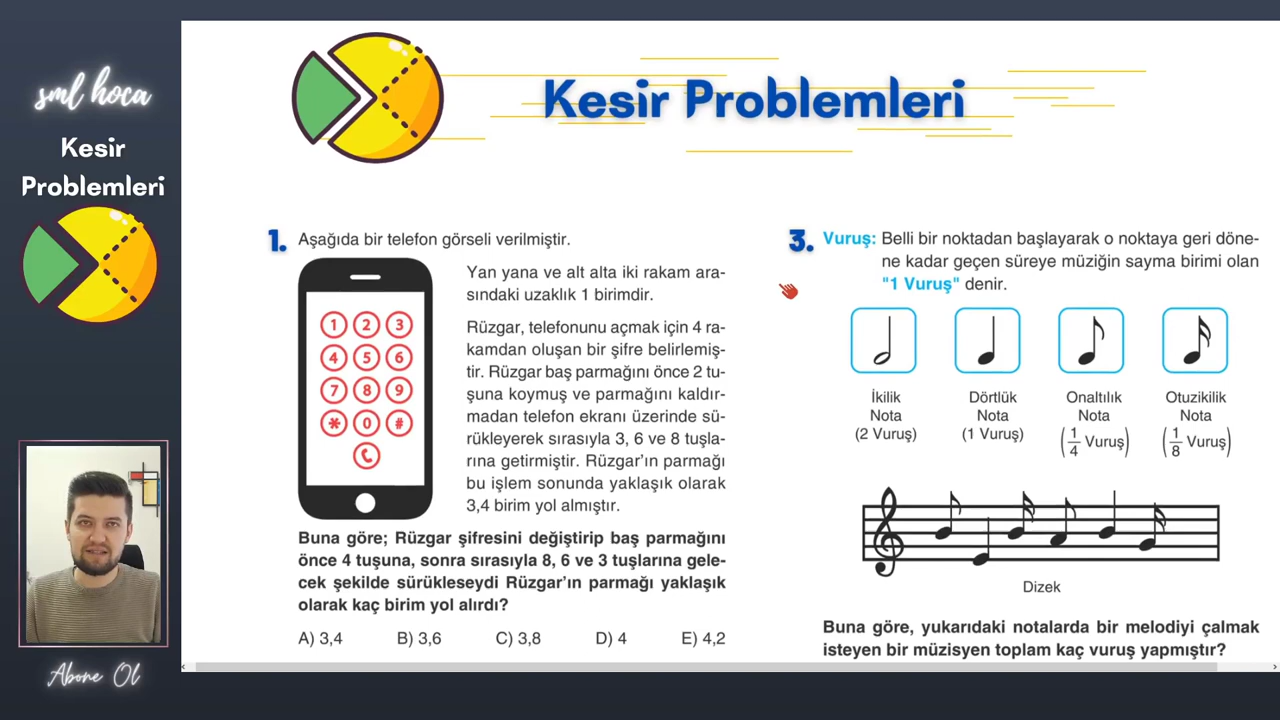 sml hoca
Kesir
Problemleri
Abone Ol
Kesir Problemleri
1. Aşağıda bir telefon görseli verilmiştir.
1 2 3
4 5 6
7 8 9
* 0 #
Yan yana ve alt alta iki rakam ara-
sındaki uzaklık 1 birimdir.
Rüzgar, telefonunu açmak için 4 ra-
kamdan oluşan bir şifre belirlemiş-
tir. Rüzgar baş parmağını önce 2 tu-
şuna koymuş ve parmağını kaldır-
madan telefon ekranı üzerinde sü-
rükleyerek sırasıyla 3, 6 ve 8 tuşla-
rına getirmiştir. Rüzgar'ın parmağı
bu işlem sonunda yaklaşık olarak
3,4 birim yol almıştır.
Buna göre; Rüzgar şifresini değiştirip baş parmağını
önce 4 tuşuna, sonra sırasıyla 8, 6 ve 3 tuşlarına gele-
cek şekilde sürükleseydi Rüzgar'ın parmağı yaklaşık
olarak kaç birim yol alırdı?
A) 3,4 B) 3,6 C) 3,8 D) 4 E) 4,2
3. Vuruş: Belli bir noktadan başlayarak o noktaya geri döne-
ne kadar geçen süreye müziğin sayma birimi olan
"1 Vuruş" denir.
İkilik Nota (2 Vuruş)
Dörtlük Nota (1 Vuruş)
Onaltılık Nota (1/4 Vuruş)
Otuzikilik Nota (1/8 Vuruş)
Dizek
Buna göre, yukarıdaki notalarda bir melodiyi çalmak
isteyen bir müzisyen toplam kaç vuruş yapmıştır?